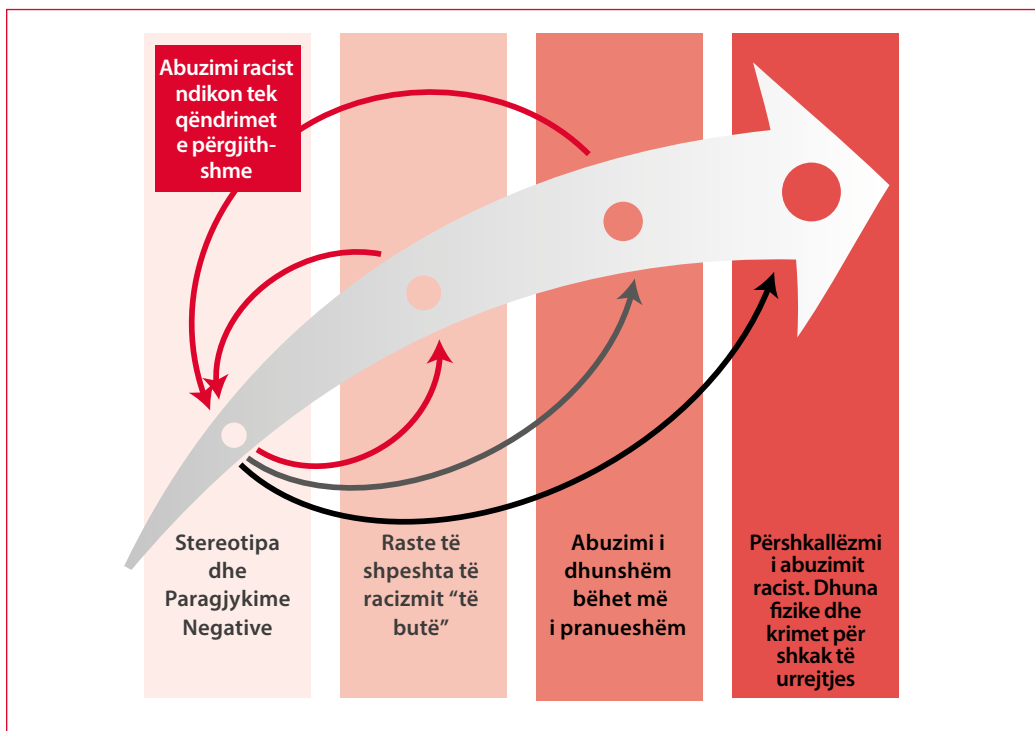 Abuzimi racist
ndikon tek
qëndrimet
e përgjith-
shme
Stereotipa
dhe
Paragjykime
Negative
Raste të
shpeshta të
racizmit “të
butë”
Abuzimi i
dhunshëm
bëhet më
i pranueshëm
Përshkallëzmi
i abuzimit
racist. Dhuna
fizike dhe
krimet për
shkak të
urrejtjes